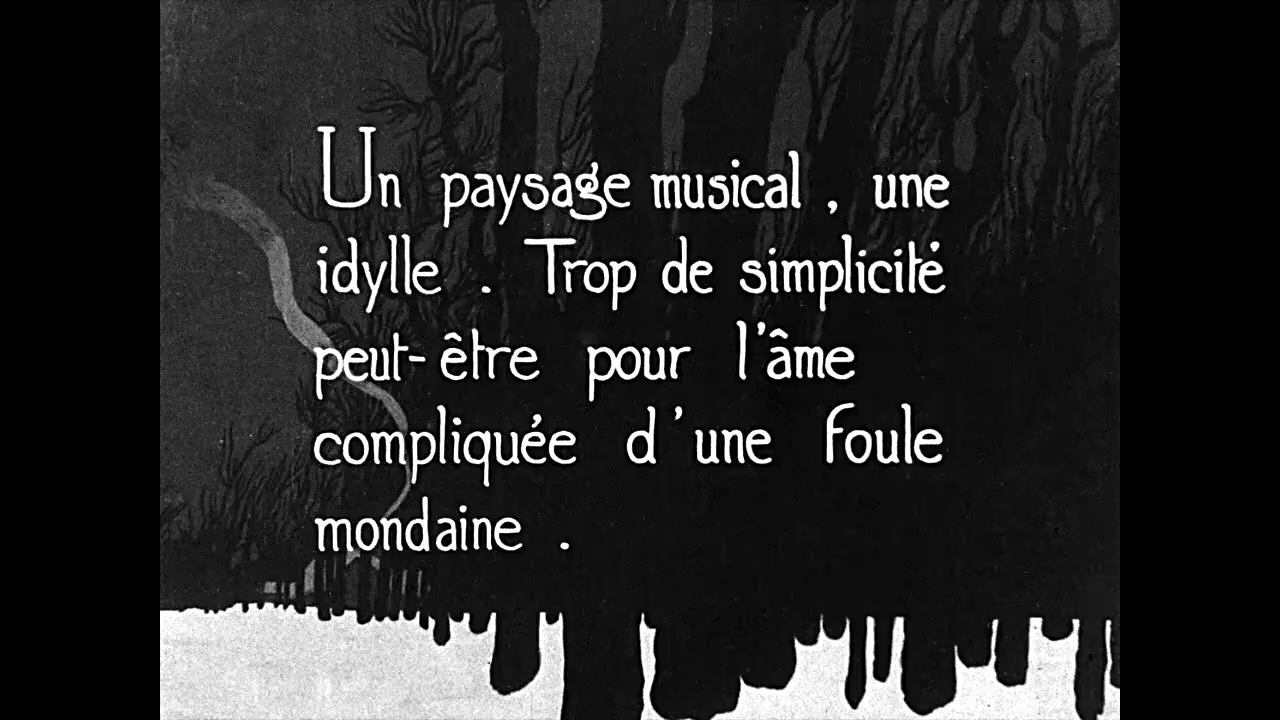 Un paysage musical , une
idylle . Trop de simplicité
peut-être pour l'âme
compliquée d'une foule
mondaine .